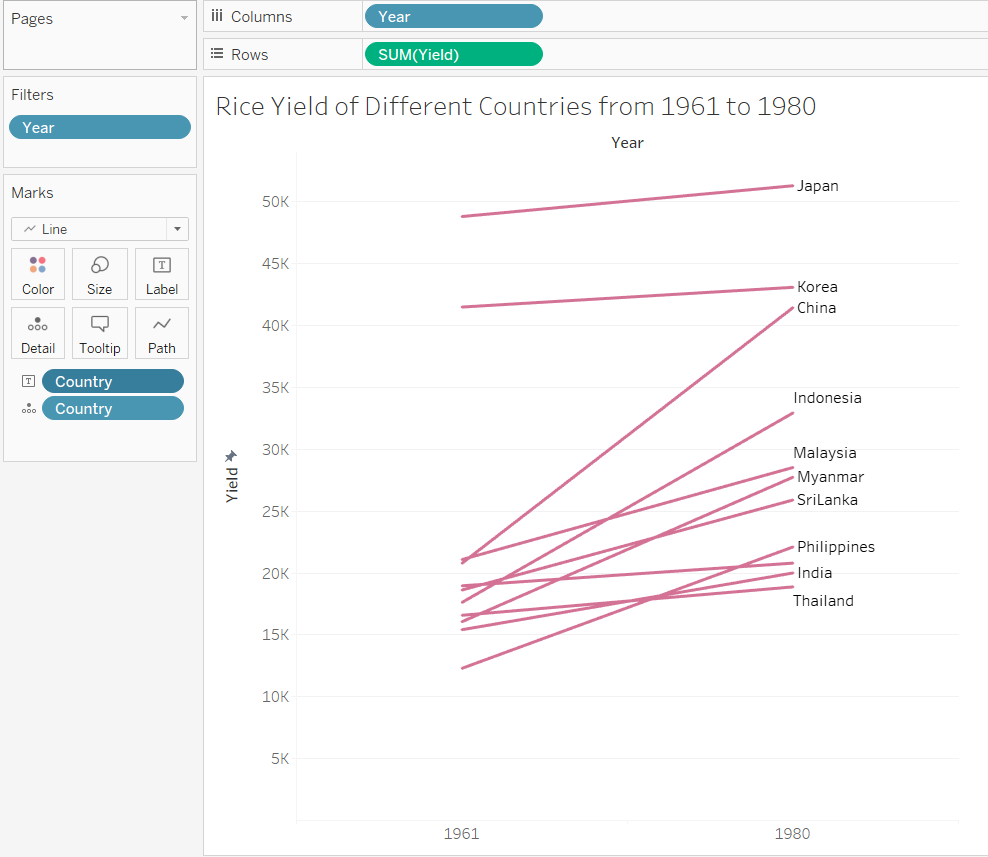 Pages
Columns
Year
Rows
SUM(Yield)
Filters
Year
Marks
Line
Color
Size
T
Label
Detail
Tooltip
Path
T
Country
Country
Rice Yield of Different Countries from 1961 to 1980
Year
Yield
50K
45K
40K
35K
30K
25K
20K
15K
10K
5K
Japan
Korea
China
Indonesia
Malaysia
Myanmar
SriLanka
Philippines
India
Thailand
1961
1980